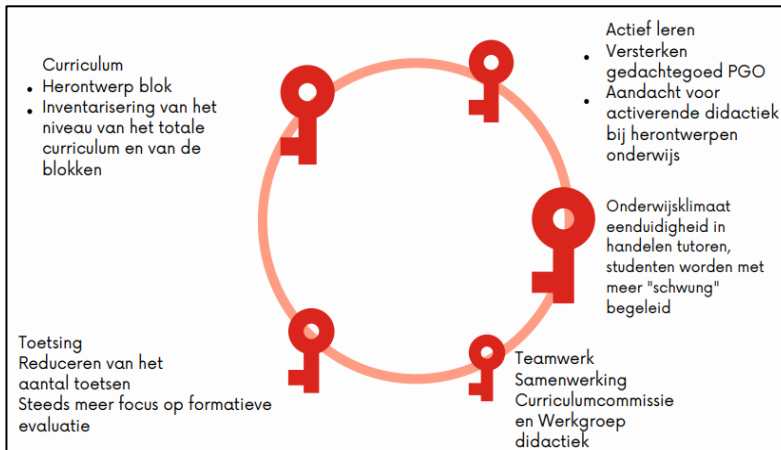 Curriculum
• Herontwerp blok
• Inventarisering van het
niveau van het totale
curriculum en van de
blokken
Actief leren
• Versterken
gedachtegoed PGO
• Aandacht voor
activerende didactiek
bij herontwerpen
onderwijs
Onderwijsklimaat
eenduidigheid in
handelen tutoren,
studenten worden met
meer "schwung"
begeleid
Toetsing
Reduceren van het
aantal toetsen
Steeds meer focus op formatieve
evaluatie
Teamwerk
Samenwerking
Curriculumcommissie
en Werkgroep
didactiek